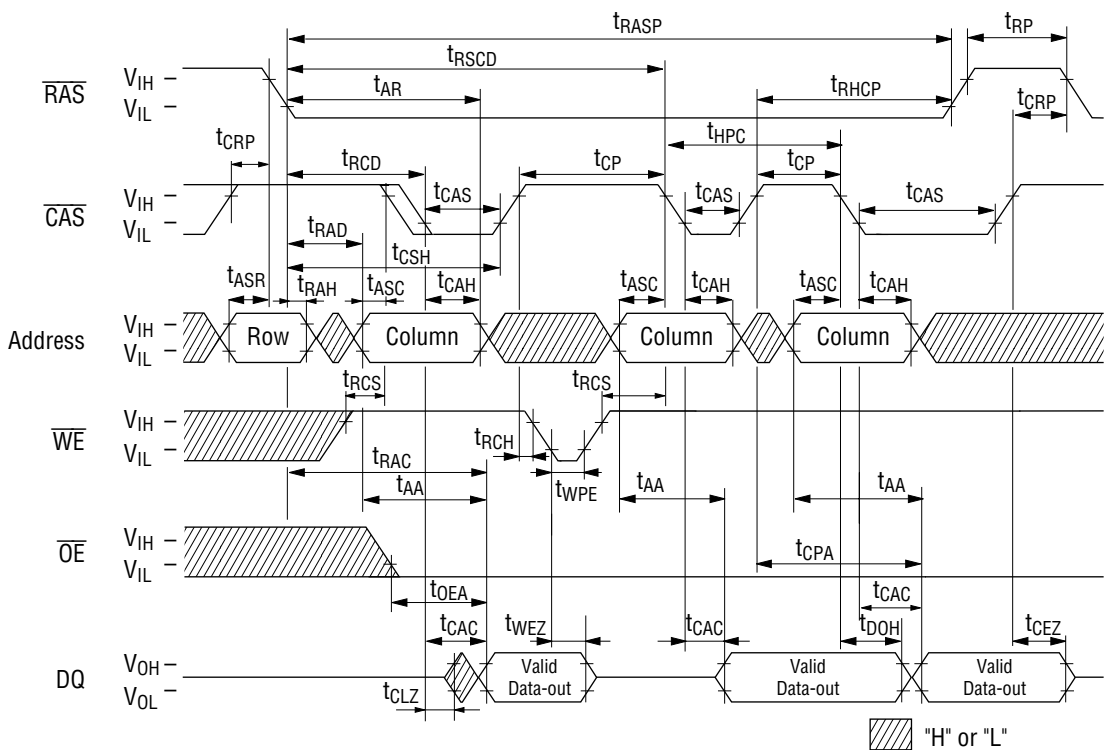 tRASP
tRP
tRSCD
RAS
VIH
VIL
tAR
tRHCP
tCRP
tCRP
tHPC
tRCD
tCP
tCP
CAS
VIH
VIL
tCAS
tCAS
tCAS
tRAD
tCSH
tASR
tRAH
tASC
tCAH
tASC
tCAH
tASC
tCAH
Address
VIH
VIL
Row
Column
Column
Column
tRCS
tRCS
WE
VIH
VIL
tRCH
tRAC
tWPE
tAA
tAA
tAA
OE
VIH
VIL
tCPA
tOEA
tCAC
tCAC
tWEZ
tCAC
tDOH
tCEZ
DQ
VOH
VOL
Valid
Data-out
Valid
Data-out
Valid
Data-out
tCLZ
"H" or "L"